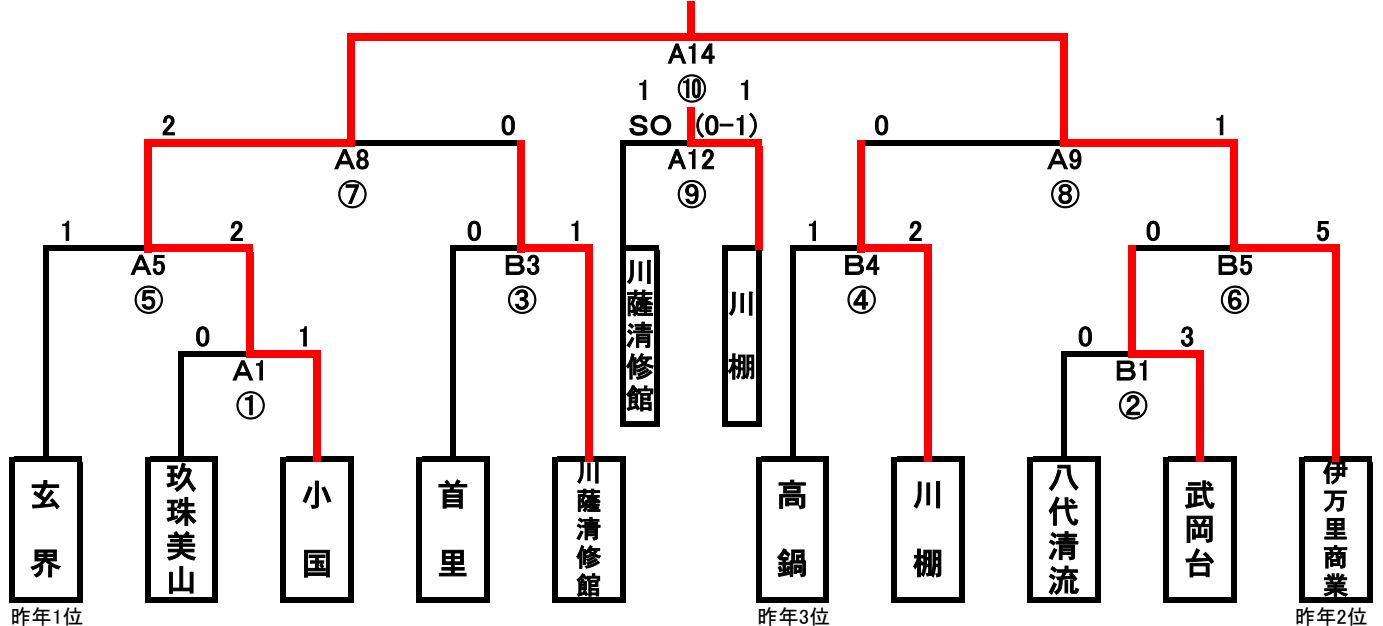 A14
1 ⑩ 1
SO (0-1)
2 0 0 1
A8 A12 A9
⑦ ⑨ ⑧
1 2 0 1 1 2 0 5
A5 B3 B4 B5
⑤ ③ ④ ⑥
川薩清修館
川棚
0 1 0 3
A1 B1
① ②
玄界
玖珠美山
小国
首里
川薩清修館
高鍋
川棚
八代清流
武岡台
伊万里商業
昨年1位 昨年3位 昨年2位